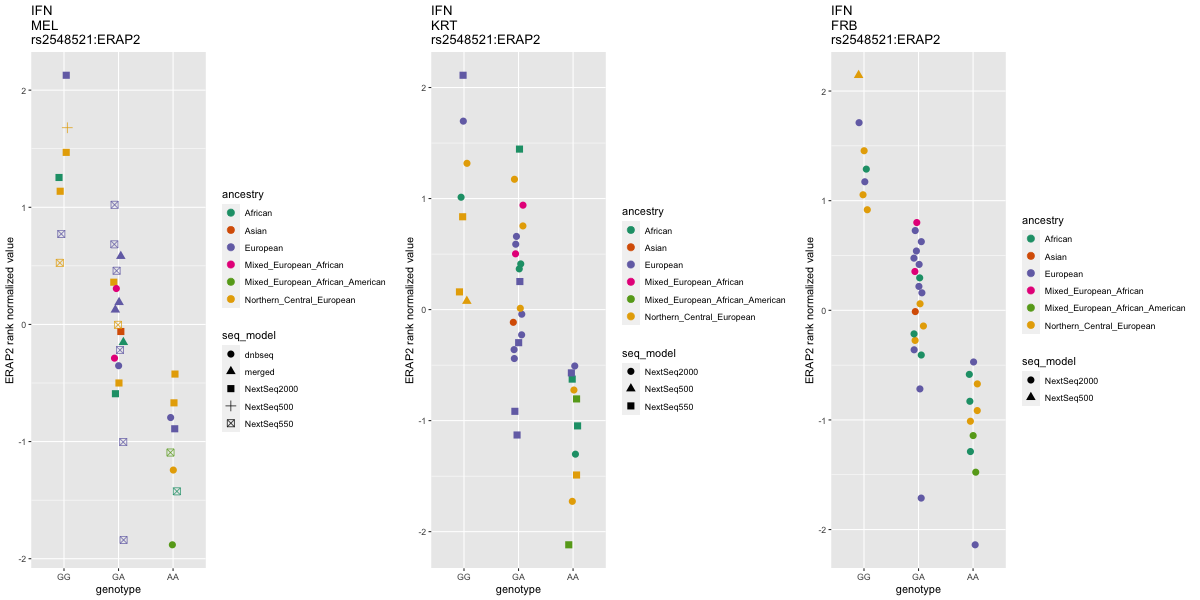 IFN
MEL
rs2548521:ERAP2
ERAP2 rank normalized value
2
1
0
-1
-2
GG
GA
AA
genotype
ancestry
African
Asian
European
Mixed_European_African
Mixed_European_African_American
Northern_Central_European
seq_model
dnbseq
merged
NextSeq2000
NextSeq500
NextSeq550
IFN
KRT
rs2548521:ERAP2
ERAP2 rank normalized value
2
1
0
-1
-2
GG
GA
AA
genotype
ancestry
African
Asian
European
Mixed_European_African
Mixed_European_African_American
Northern_Central_European
seq_model
NextSeq2000
NextSeq500
NextSeq550
IFN
FRB
rs2548521:ERAP2
ERAP2 rank normalized value
2
1
0
-1
-2
GG
GA
AA
genotype
ancestry
African
Asian
European
Mixed_European_African
Mixed_European_African_American
Northern_Central_European
seq_model
NextSeq2000
NextSeq500